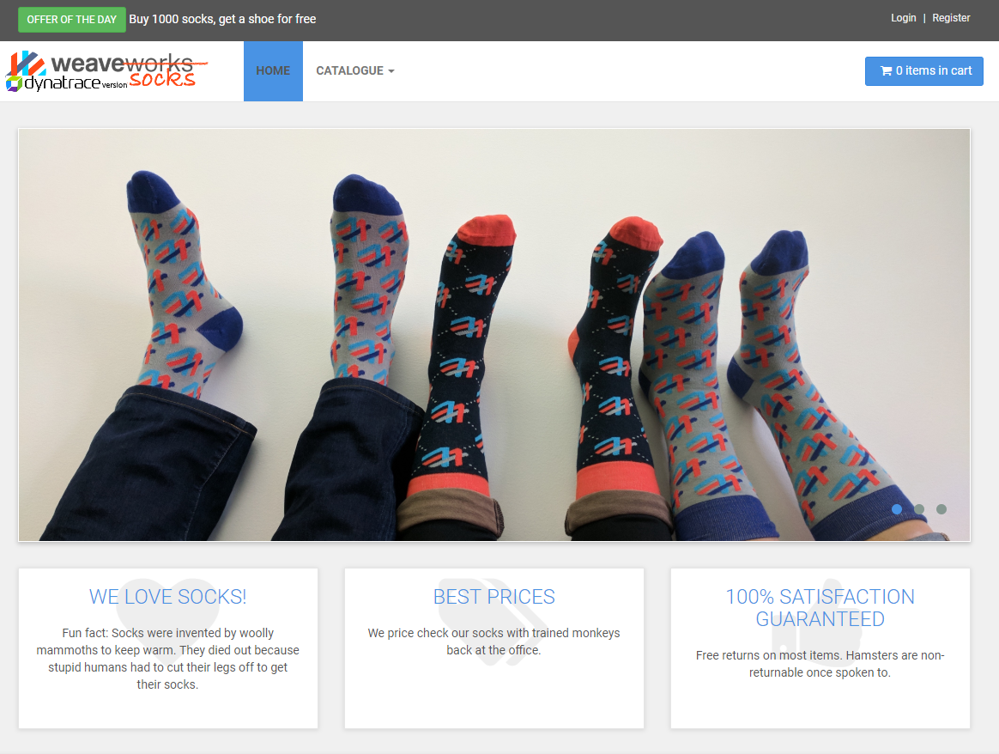 OFFER OF THE DAY Buy 1000 socks, get a shoe for free
Login | Register
weaveworks
dynatrace version socks
HOME
CATALOGUE
0 items in cart
WE LOVE SOCKS!
Fun fact: Socks were invented by woolly
mammoths to keep warm. They died out because
stupid humans had to cut their legs off to get
their socks.
BEST PRICES
We price check our socks with trained monkeys
back at the office.
100% SATISFACTION
GUARANTEED
Free returns on most items. Hamsters are non-
returnable once spoken to.